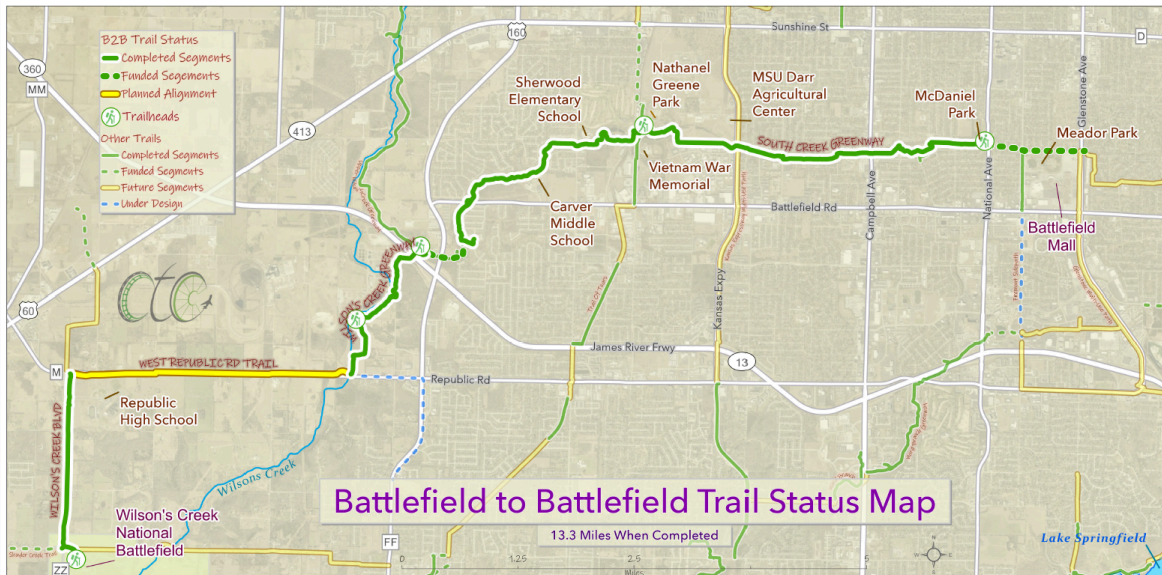 B2B Trail Status
Completed Segments
Funded Segements
Planned Alignment
Trailheads
Other Trails
Completed Segments
Funded Segments
Future Segments
Under Design
360
MM
413
160
60
Sunshine St
D
Sherwood
Elementary
School
Nathanel
Greene
Park
MSU Darr
Agricultural
Center
McDaniel
Park
Glenstone Ave
Meador Park
SOUTH CREEK GREENWAY
Vietnam War
Memorial
Carver
Middle
School
Battlefield Rd
Campbell Ave
National Ave
Battlefield
Mall
WILSON'S CREEK GREENWAY
ctc
Trail Of Tears
Kansas Expy
James River Frwy
13
M
WEST REPUBLIC RD TRAIL
Republic Rd
Republic
High School
WILSON'S CREEK BLVD
Wilsons Creek
Battlefield to Battlefield Trail Status Map
13.3 Miles When Completed
Wilson's Creek
National
Battlefield
ZZ
FF
0
1.25
2.5
5
Miles
N
W
E
S
Lake Springfield